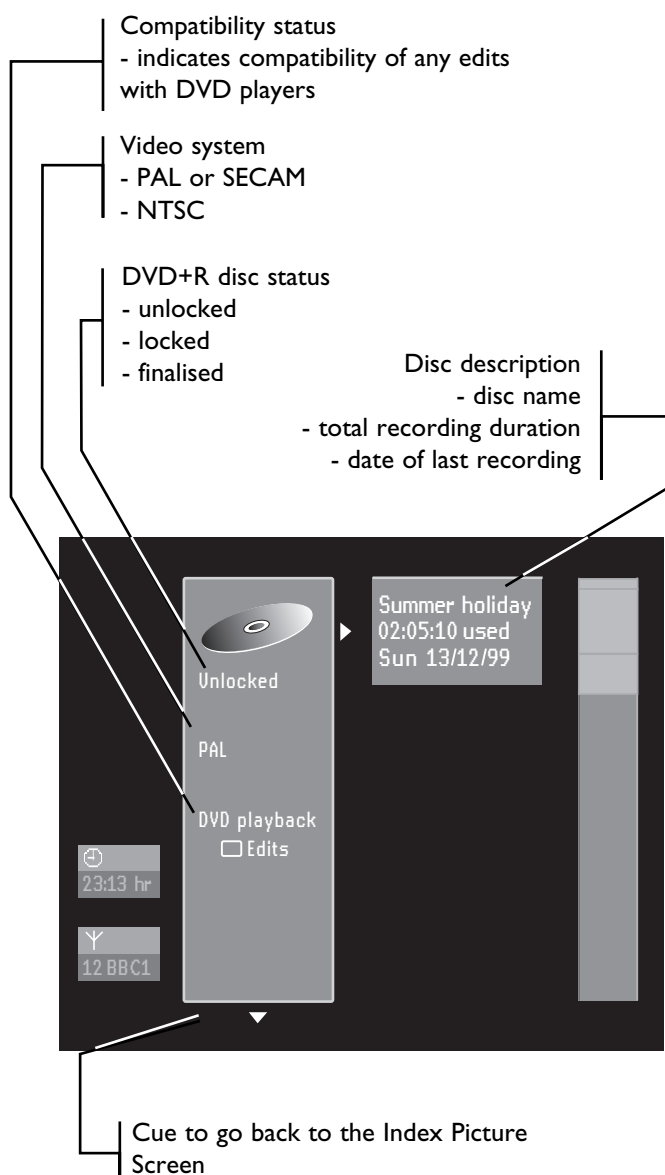 Compatibility status
- indicates compatibility of any edits
with DVD players
Video system
- PAL or SECAM
- NTSC
DVD+R disc status
- unlocked
- locked
- finalised
Disc description
- disc name
- total recording duration
- date of last recording
Summer holiday
02:05:10 used
Sun 13/12/99
Unlocked
PAL
DVD playback
Edits
23:13 hr
12 BBC1
Cue to go back to the Index Picture
Screen